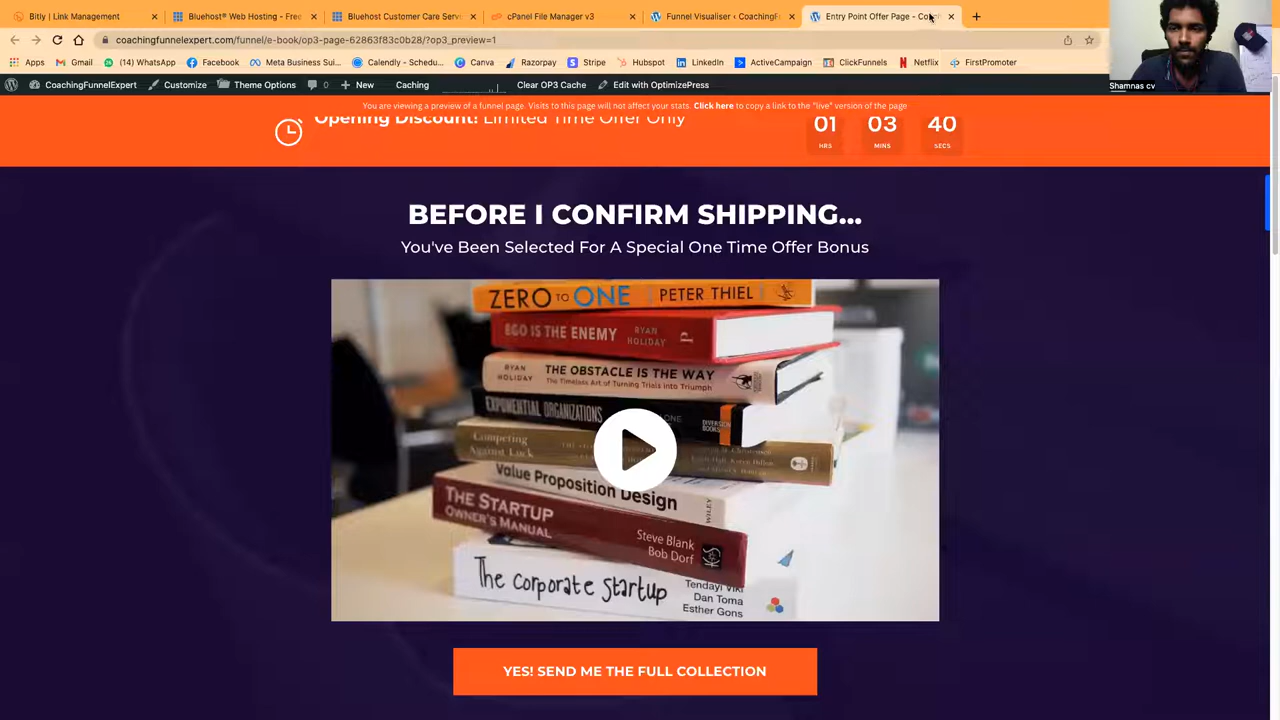 Bitly | Link Management
Bluehost® Web Hosting - Free
Bluehost Customer Care Serv
cPanel File Manager v3
Funnel Visualiser ‹ CoachingF
Entry Point Offer Page - Coa
coachingfunnelexpert.com/funnel/e-book/op3-page-62863f83c0b28/?op3_preview=1
Apps
Gmail
(14) WhatsApp
Facebook
Meta Business Sui...
Calendly - Schedu...
Canva
Razorpay
Stripe
Hubspot
LinkedIn
ActiveCampaign
ClickFunnels
Netflix
FirstPromoter
CoachingFunnelExpert
Customize
Theme Options
0
New
Caching
Clear OP3 Cache
Edit with OptimizePress
Shamnas cv
You are viewing a preview of a funnel page. Visits to this page will not affect your stats. Click here to copy a link to the "live" version of the page
Opening Discount! Limited Time Offer Only
01 03 40
HRS MINS SECS
BEFORE I CONFIRM SHIPPING...
You've Been Selected For A Special One Time Offer Bonus
ZERO TO ONE PETER THIEL
EGO IS THE ENEMY RYAN HOLIDAY
RYAN HOLIDAY THE OBSTACLE IS THE WAY
The Timeless Art of Turning Trials into Triumph
EXPONENTIAL ORGANIZATIONS
DIVERSION BOOKS
Competing Against Luck
Value Proposition Design
WILEY
THE STARTUP OWNER'S MANUAL
Steve Blank
Bob Dorf
The corporate startup
Tendayi Viki
Dan Toma
Esther Gons
YES! SEND ME THE FULL COLLECTION